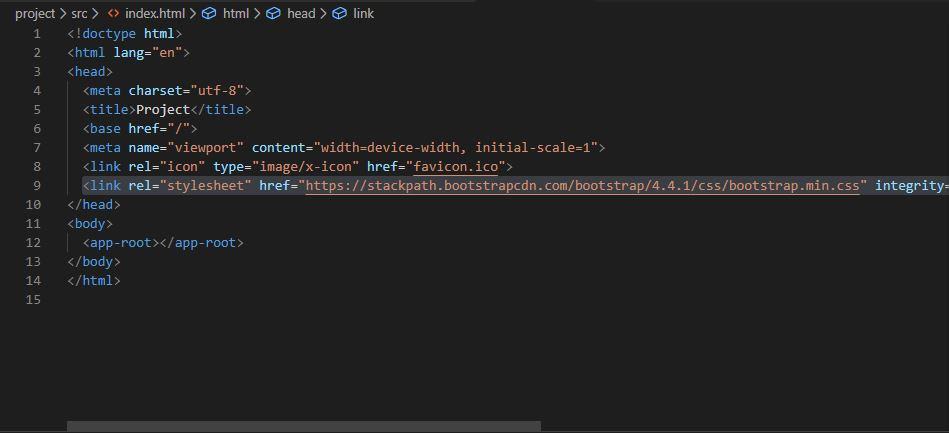 project > src > <> index.html > html > head > link
1 <!doctype html>
2 <html lang="en">
3 <head>
4 <meta charset="utf-8">
5 <title>Project</title>
6 <base href="/">
7 <meta name="viewport" content="width=device-width, initial-scale=1">
8 <link rel="icon" type="image/x-icon" href="favicon.ico">
9 <link rel="stylesheet" href="https://stackpath.bootstrapcdn.com/bootstrap/4.4.1/css/bootstrap.min.css" integrity=
10 </head>
11 <body>
12 <app-root></app-root>
13 </body>
14 </html>
15